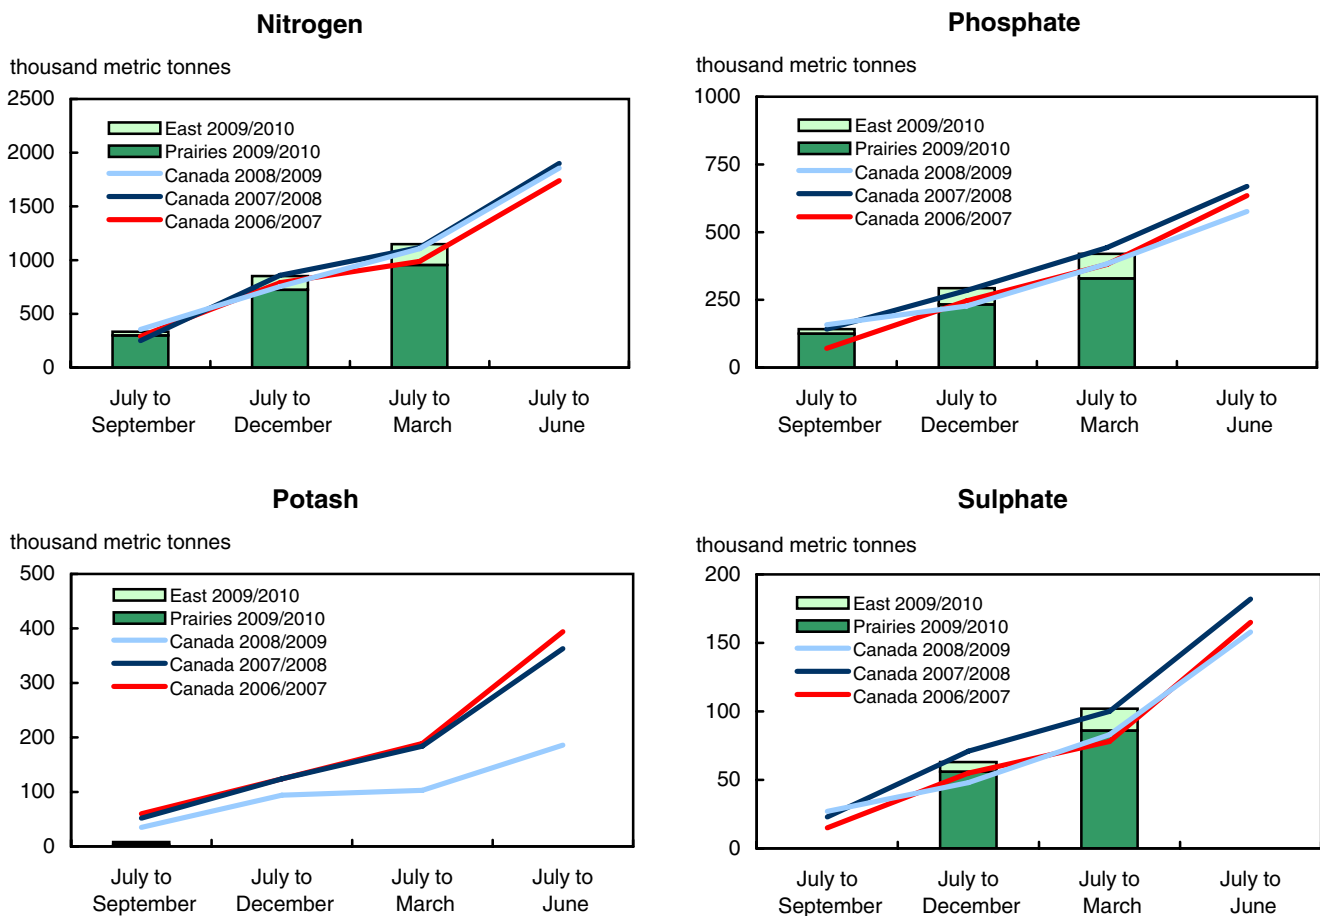 Nitrogen
thousand metric tonnes
2500
2000
1500
1000
500
0
East 2009/2010
Prairies 2009/2010
Canada 2008/2009
Canada 2007/2008
Canada 2006/2007
July to September
July to December
July to March
July to June
Phosphate
thousand metric tonnes
1000
750
500
250
0
East 2009/2010
Prairies 2009/2010
Canada 2008/2009
Canada 2007/2008
Canada 2006/2007
July to September
July to December
July to March
July to June
Potash
thousand metric tonnes
500
400
300
200
100
0
East 2009/2010
Prairies 2009/2010
Canada 2008/2009
Canada 2007/2008
Canada 2006/2007
July to September
July to December
July to March
July to June
Sulphate
thousand metric tonnes
200
150
100
50
0
East 2009/2010
Prairies 2009/2010
Canada 2008/2009
Canada 2007/2008
Canada 2006/2007
July to September
July to December
July to March
July to June